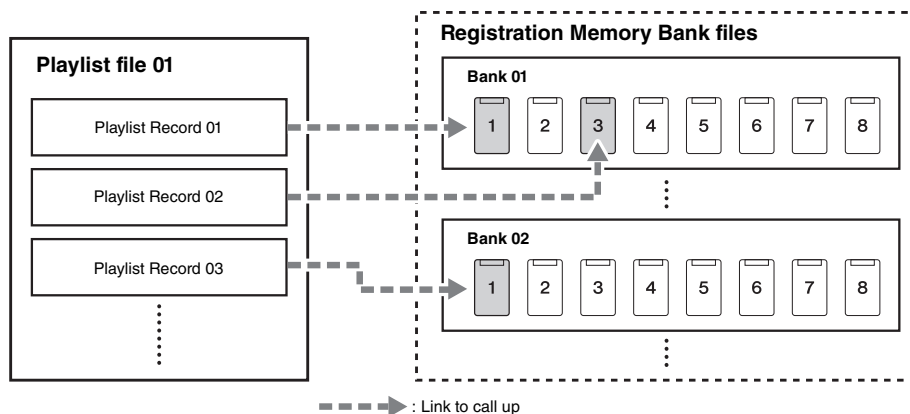 Playlist file 01
Playlist Record 01
Playlist Record 02
Playlist Record 03
Registration Memory Bank files
Bank 01
1 2 3 4 5 6 7 8
Bank 02
1 2 3 4 5 6 7 8
: Link to call up